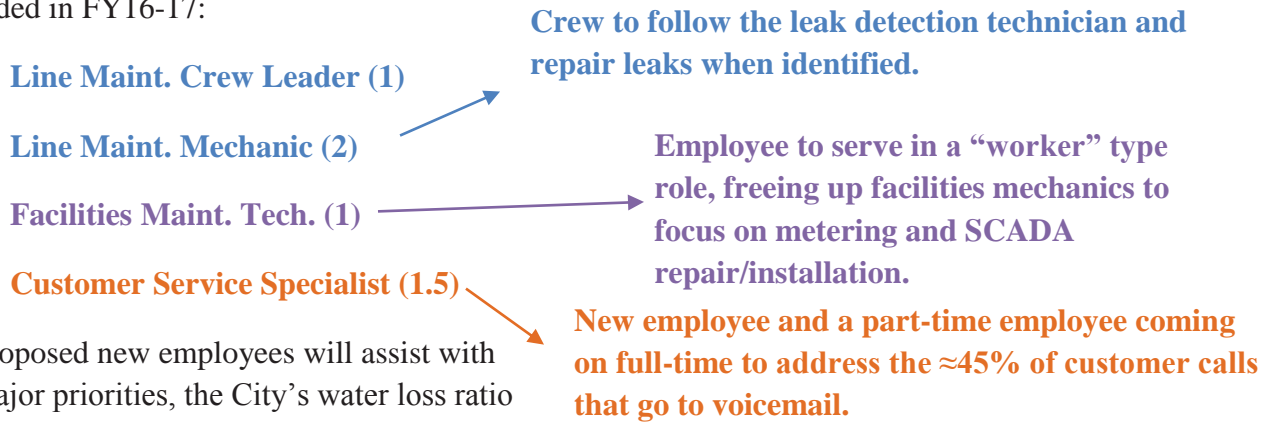 ded in FY16-17:
Crew to follow the leak detection technician and
repair leaks when identified.
Line Maint. Crew Leader (1)
Line Maint. Mechanic (2)
Employee to serve in a “worker” type
role, freeing up facilities mechanics to
focus on metering and SCADA
repair/installation.
Facilities Maint. Tech. (1)
Customer Service Specialist (1.5)
New employee and a part-time employee coming
on full-time to address the ≈45% of customer calls
that go to voicemail.
oposed new employees will assist with
ajor priorities, the City’s water loss ratio